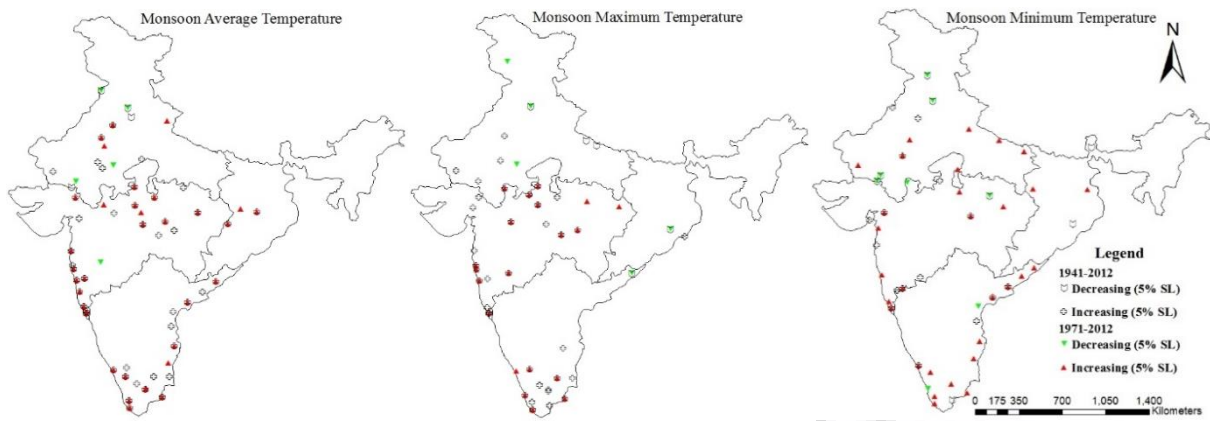 Monsoon Average Temperature
Monsoon Maximum Temperature
Monsoon Minimum Temperature
N
Legend
1941-2012
Decreasing (5% SL)
Increasing (5% SL)
1971-2012
Decreasing (5% SL)
Increasing (5% SL)
0 175 350 700 1,050 1,400
Kilometers